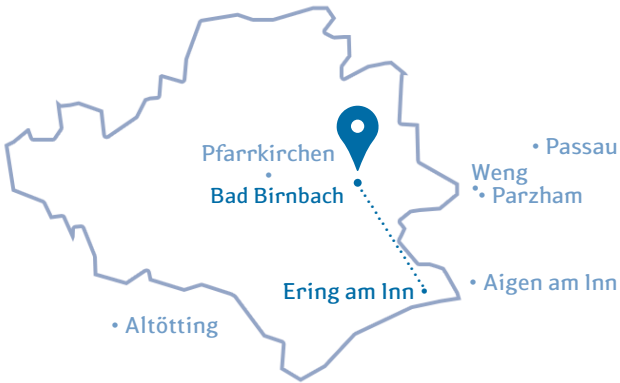 Pfarrkirchen
• Passau
Weng
Bad Birnbach
• Parzham
Ering am Inn
• Aigen am Inn
• Altötting